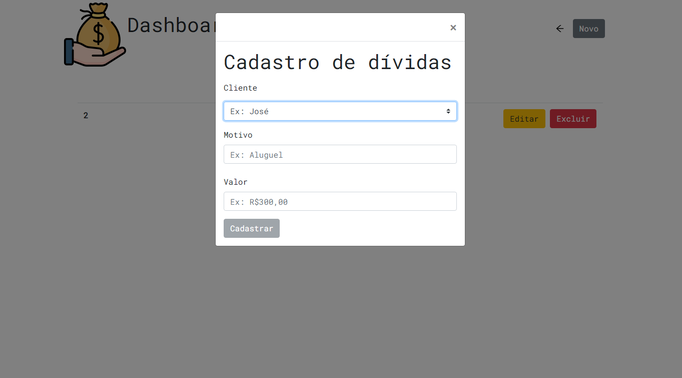 Dashboar
×
Novo
Cadastro de dívidas
Cliente
Ex: José
2
Editar
Excluir
Motivo
Ex: Aluguel
Valor
Ex: R$300,00
Cadastrar